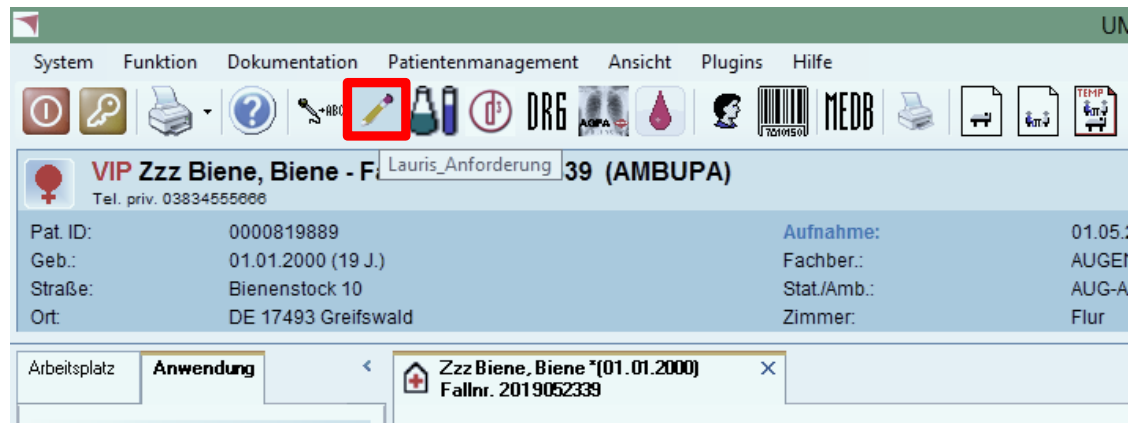 UM
System Funktion Dokumentation Patientenmanagement Ansicht Plugins Hilfe
ABC DRG AGFA 7810150 MEDB TEMP
VIP Zzz Biene, Biene - Fa 39 (AMBUPA)
Lauris_Anforderung
Tel. priv. 03834555666
Pat. ID: 0000819889 Aufnahme: 01.05.2
Geb.: 01.01.2000 (19 J.) Fachber.: AUGEN
Straße: Bienenstock 10 Stat./Amb.: AUG-A
Ort: DE 17493 Greifswald Zimmer: Flur
Arbeitsplatz Anwendung < Zzz Biene, Biene *(01.01.2000) X
Fallnr. 2019052339